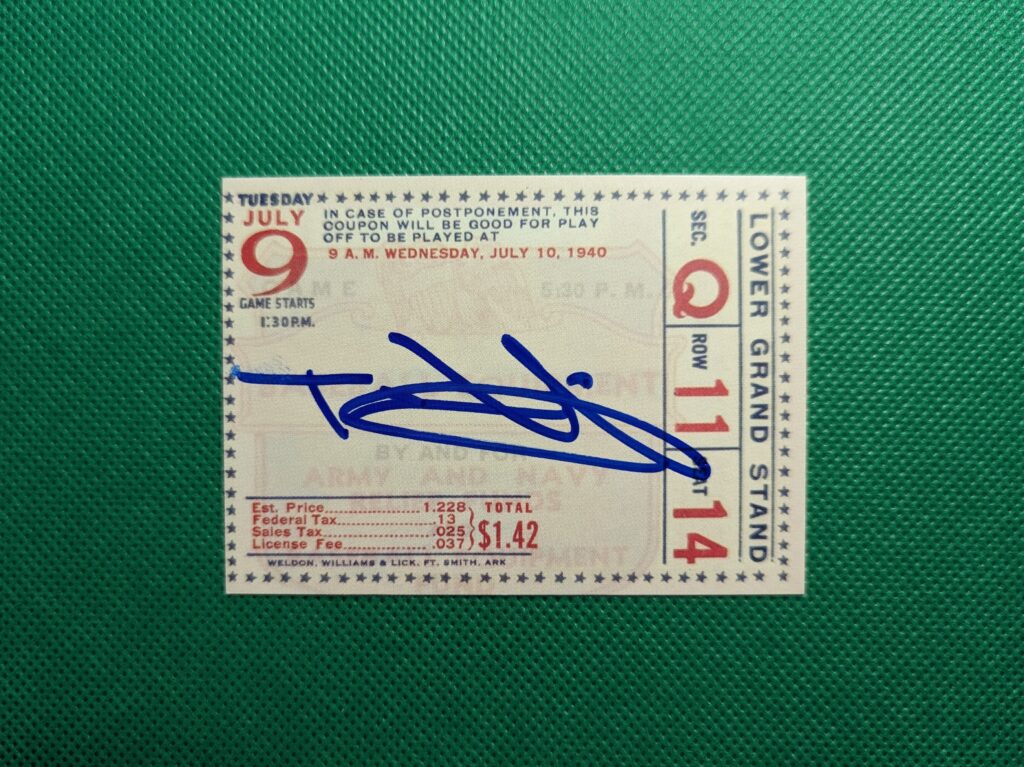 TUESDAY
JULY
9
GAME STARTS
1:30 P.M.
IN CASE OF POSTPONEMENT, THIS
COUPON WILL BE GOOD FOR PLAY
OFF TO BE PLAYED AT
9 A. M. WEDNESDAY, JULY 10, 1940
GAME 5:30 P. M.
BY AND FOR
ARMY AND NAVY
Est. Price 1.228
Federal Tax .13
Sales Tax .025
License Fee .037
TOTAL
$1.42
WELDON, WILLIAMS & LICK, FT. SMITH, ARK
SEC. Q
ROW 11
14
LOWER GRAND STAND